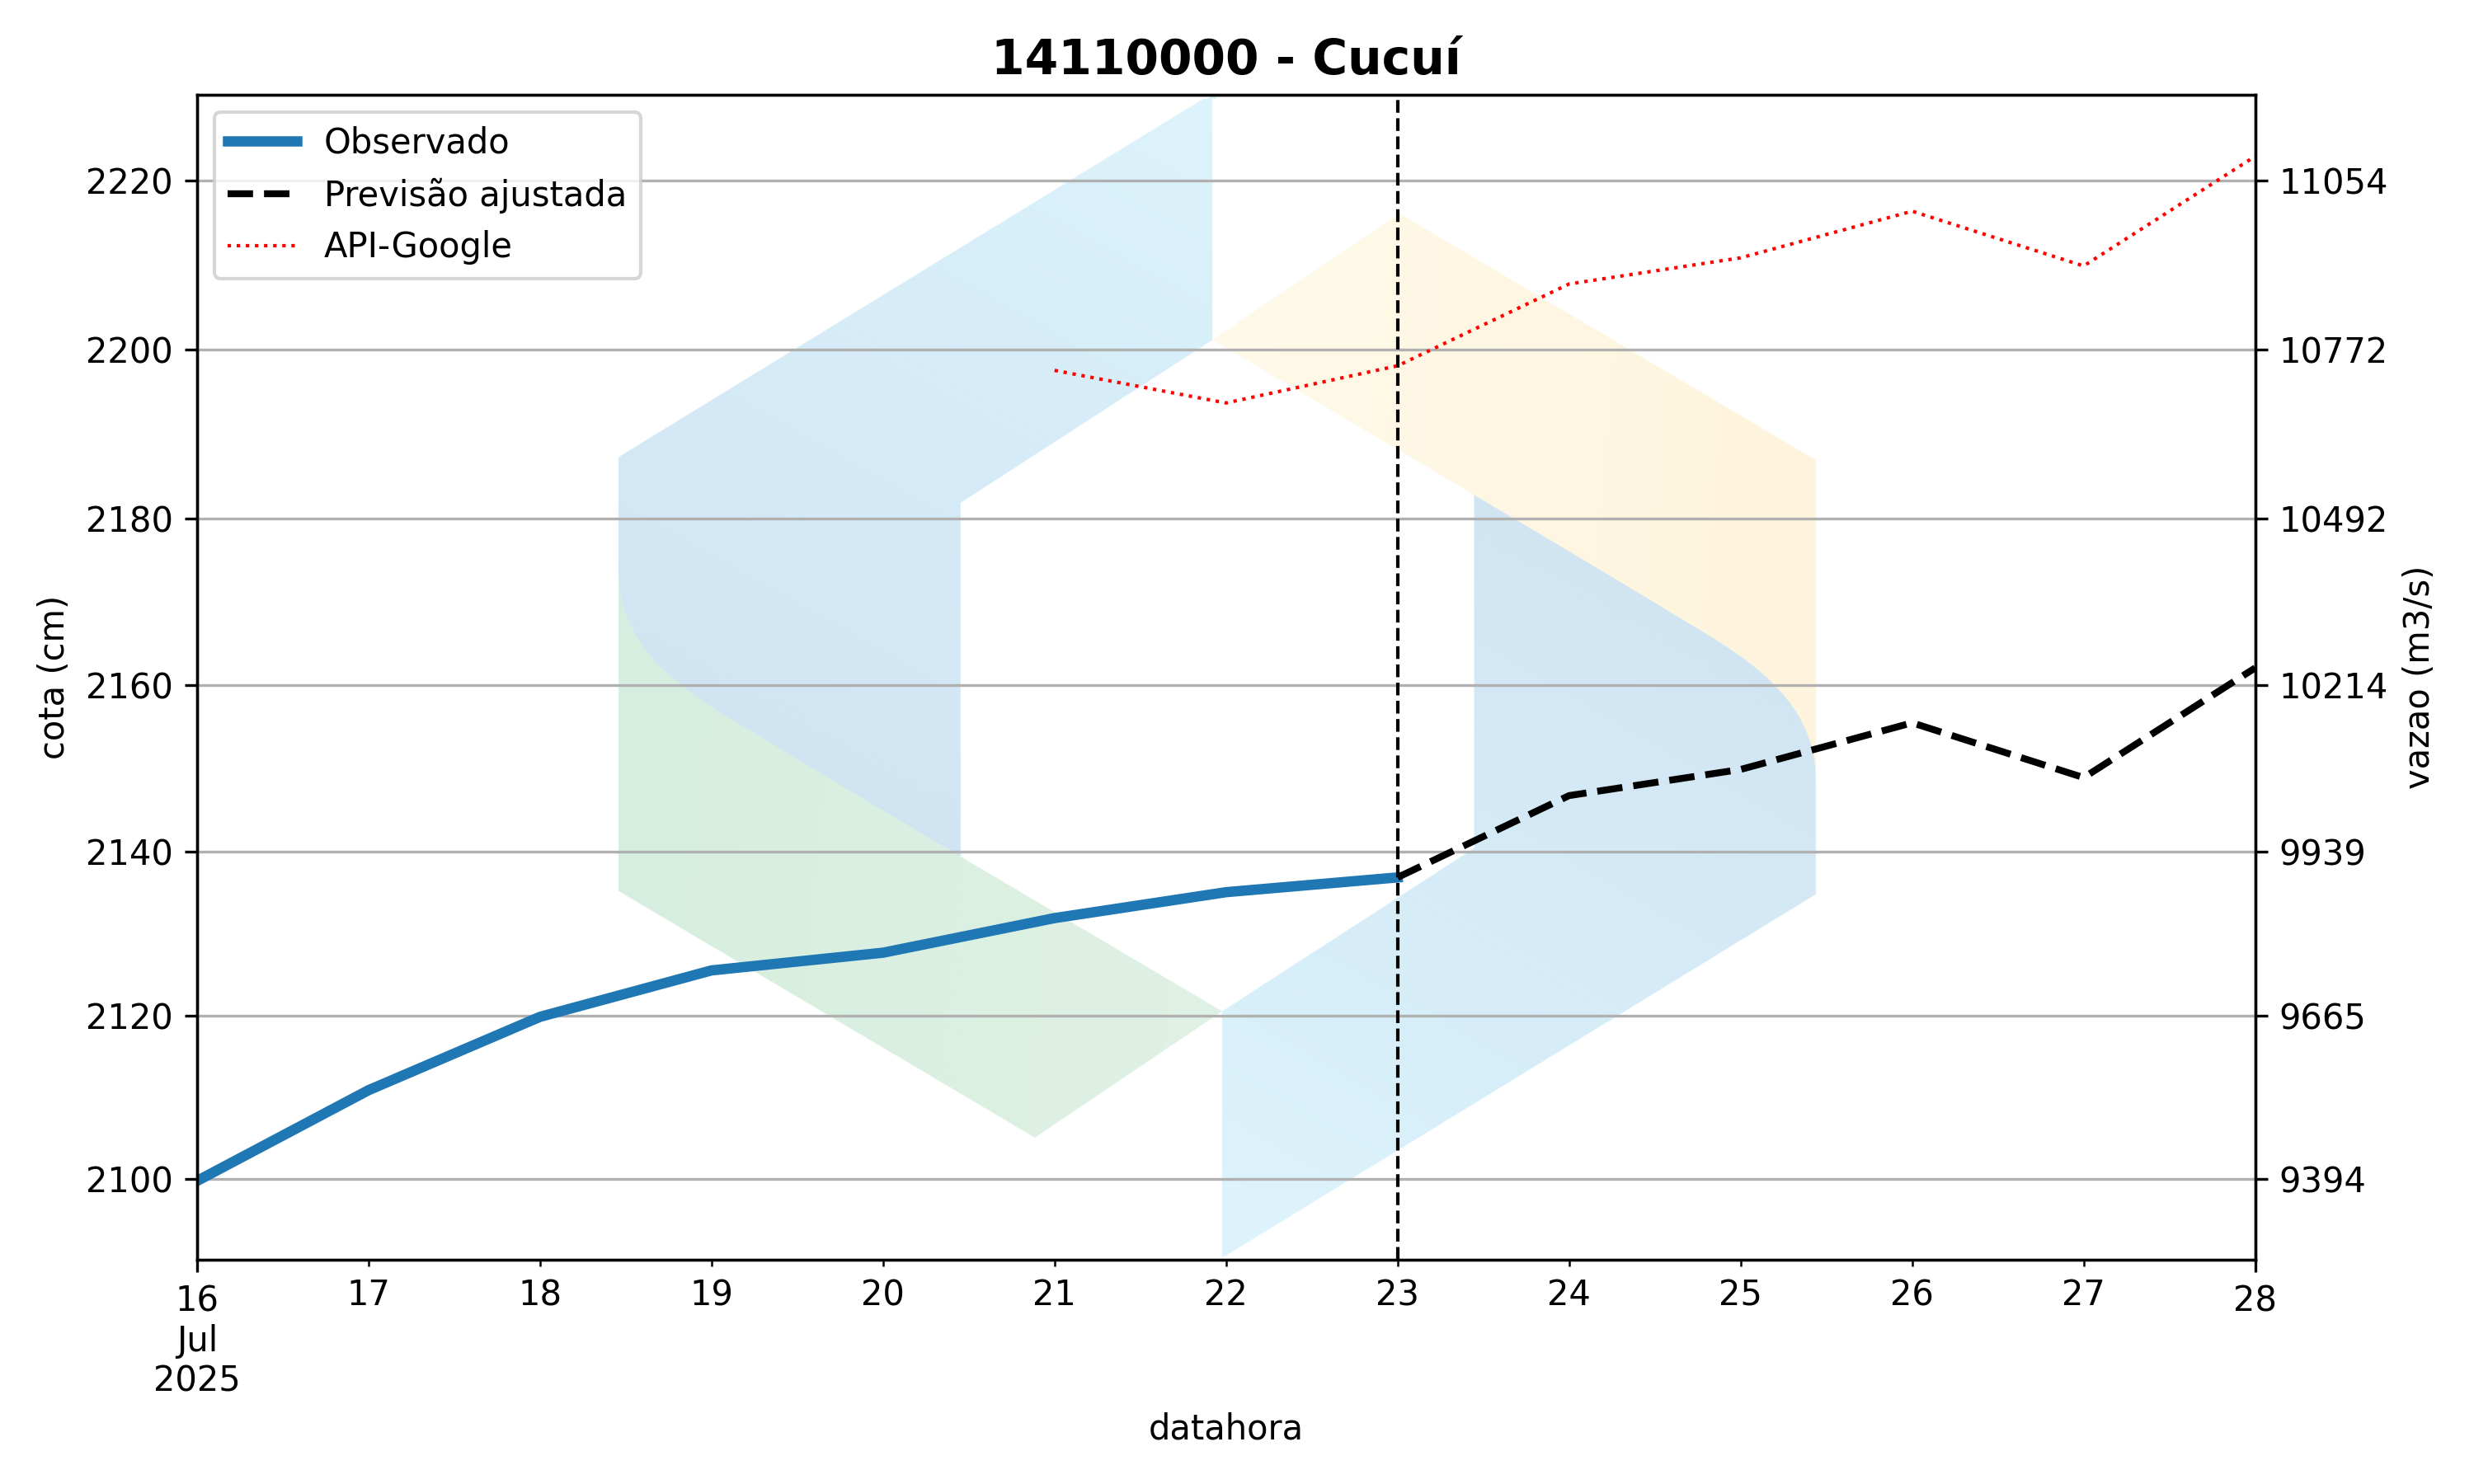 14110000 - Cucuí
Observado
Previsão ajustada
API-Google
cota (cm)
2220
2200
2180
2160
2140
2120
2100
11054
10772
10492
10214
9939
9665
9394
vazao (m3/s)
16 17 18 19 20 21 22 23 24 25 26 27 28
Jul
2025
datahora